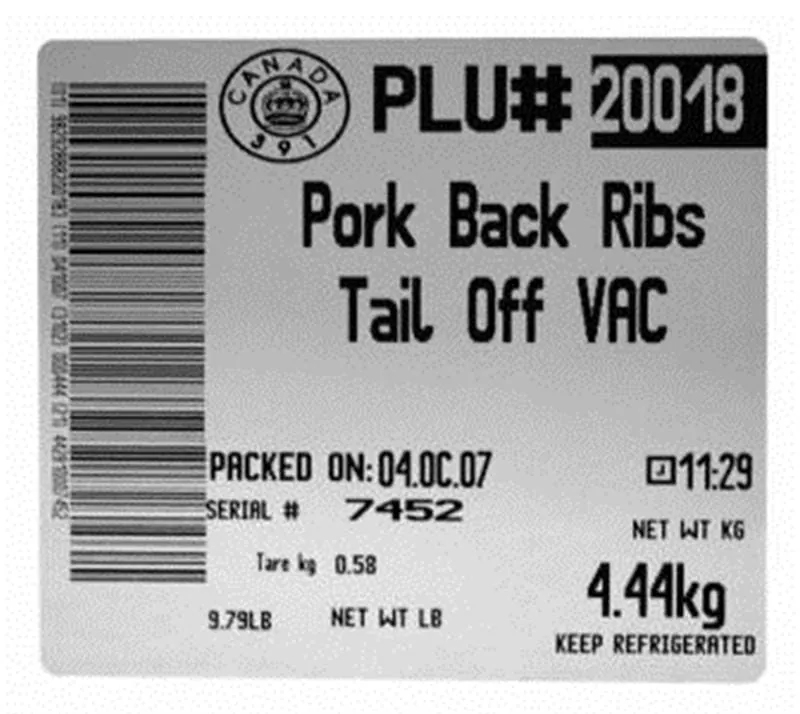 CANADA
391
PLU# 20018
Pork Back Ribs
Tail Off VAC
PACKED ON: 04.OC.07
11:29
SERIAL # 7452
NET WT KG
Tare kg 0.58
4.44kg
9.79LB NET WT LB
KEEP REFRIGERATED